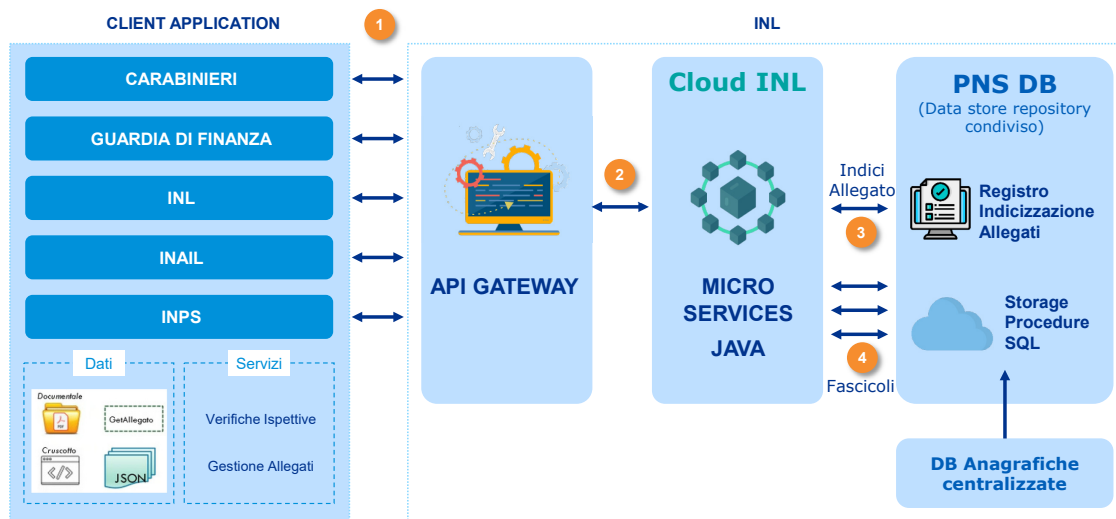 CLIENT APPLICATION
1
INL
CARABINIERI
GUARDIA DI FINANZA
INL
INAIL
INPS
Dati
Servizi
Documentale
PDF
GetAllegato
Cruscotto
</>
JSON
Verifiche Ispettive
Gestione Allegati
API GATEWAY
2
Cloud INL
MICRO
SERVICES
JAVA
Indici
Allegato
3
4
Fascicoli
PNS DB
(Data store repository
condiviso)
Registro
Indicizzazione
Allegati
Storage
Procedure
SQL
DB Anagrafiche
centralizzate